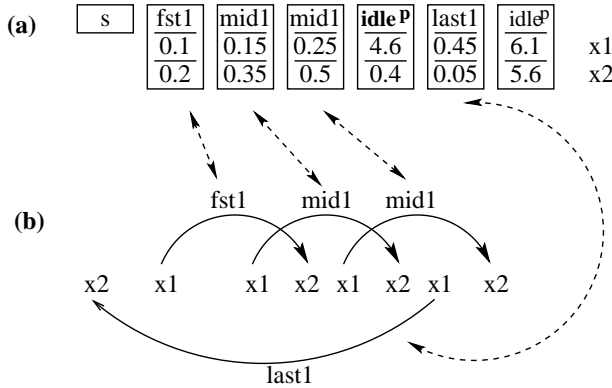 (a) s fst1 mid1 mid1 idle^p last1 idle^p
0.1 0.15 0.25 4.6 0.45 6.1 x1
0.2 0.35 0.5 0.4 0.05 5.6 x2
fst1 mid1 mid1
(b)
x2 x1 x1 x2 x1 x2 x1 x2
last1